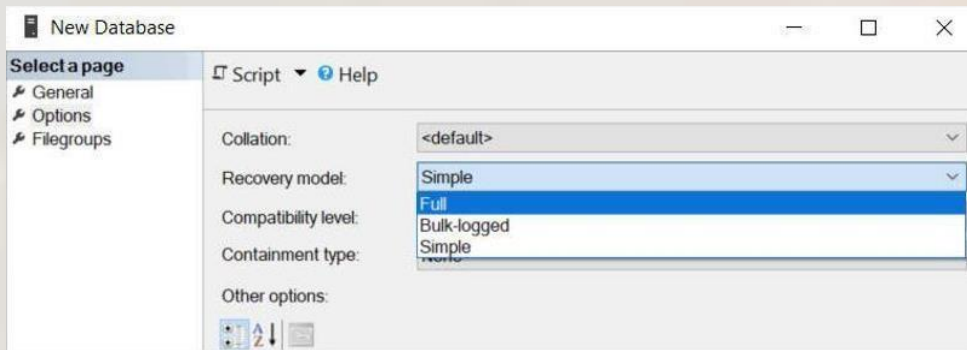 New Database
Select a page
General
Options
Filegroups
Script Help
Collation: <default>
Recovery model: Simple
Full
Bulk-logged
Simple
Compatibility level:
Containment type:
Other options: